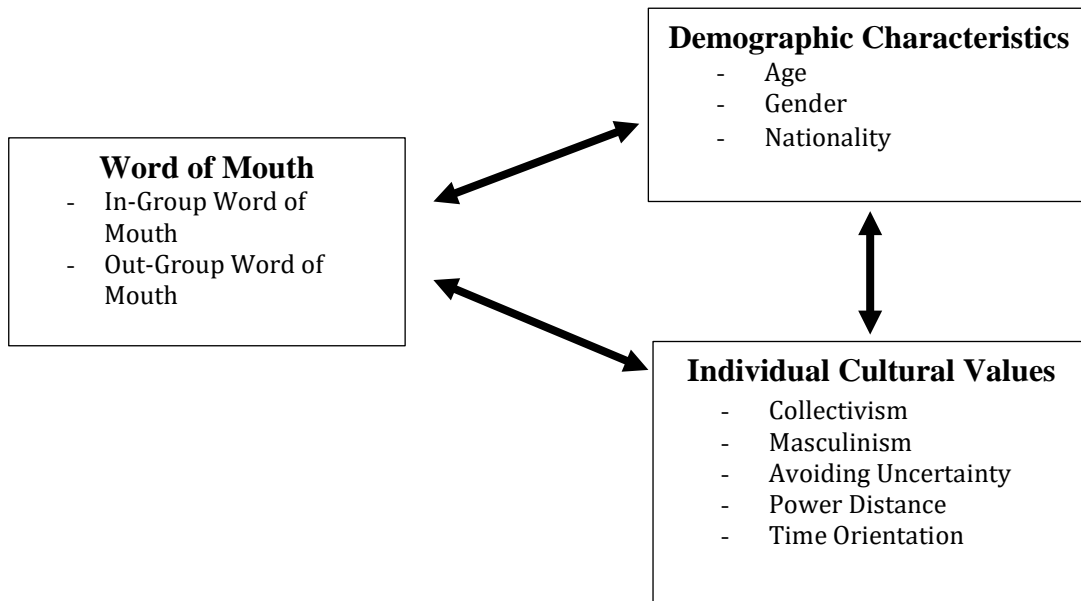 Word of Mouth
- In-Group Word of
Mouth
- Out-Group Word of
Mouth
Demographic Characteristics
- Age
- Gender
- Nationality
Individual Cultural Values
- Collectivism
- Masculinism
- Avoiding Uncertainty
- Power Distance
- Time Orientation